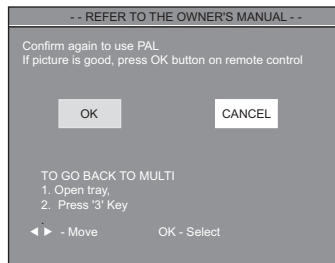 - - REFER TO THE OWNER'S MANUAL - -
Confirm again to use PAL
If picture is good, press OK button on remote control
OK CANCEL
TO GO BACK TO MULTI
1. Open tray,
2. Press '3' Key
.
◄ ► - Move OK - Select